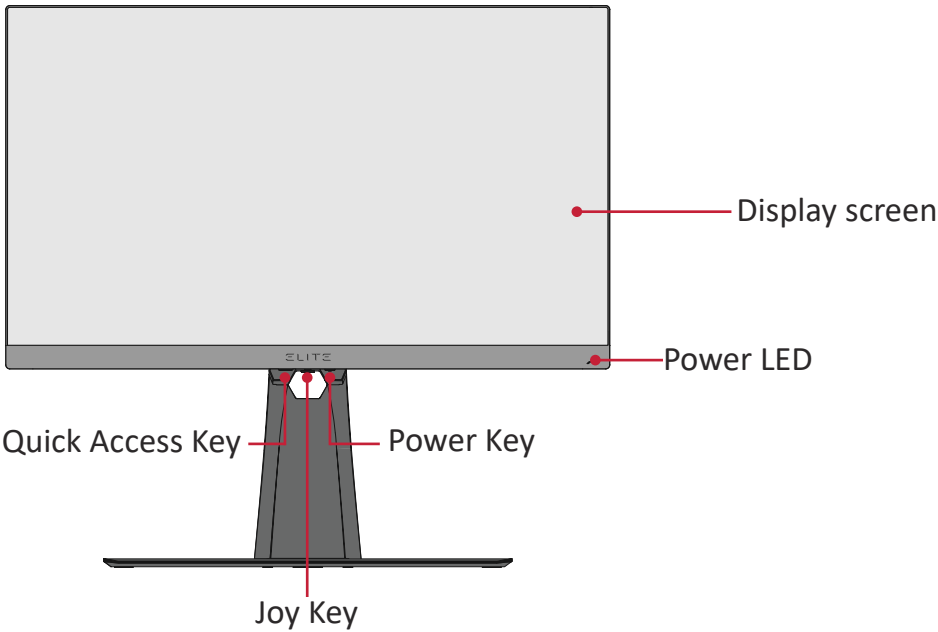 Display screen
ELITE
Power LED
Quick Access Key
Power Key
Joy Key